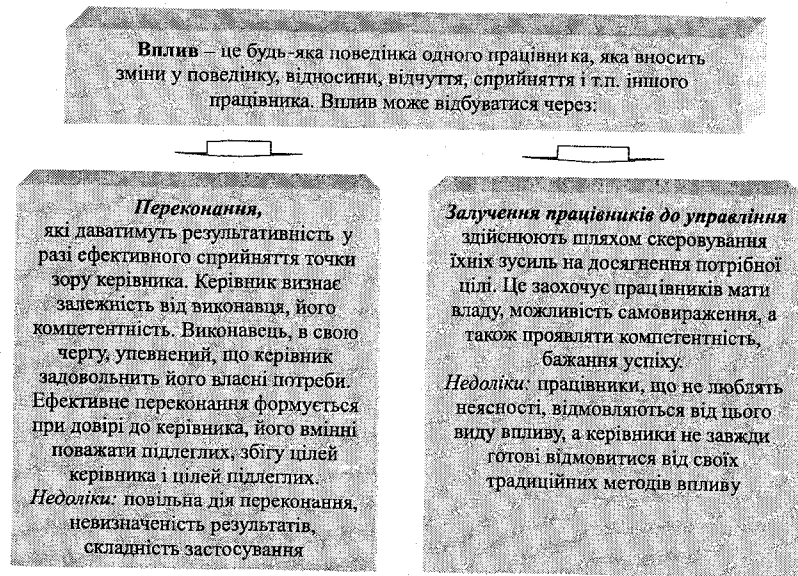 Вплив – це будь-яка поведінка одного працівника, яка вносить
зміни у поведінку, відносини, відчуття, сприйняття і т.п. іншого
працівника. Вплив може відбуватися через:
Переконання,
які даватимуть результативність у
разі ефективного сприйняття точки
зору керівника. Керівник визнає
залежність від виконавця, його
компетентність. Виконавець, в свою
чергу, упевнений, що керівник
задовольнить його власні потреби.
Ефективне переконання формується
при довірі до керівника, його вмінні
поважати підлеглих, збігу цілей
керівника і цілей підлеглих.
Недоліки: повільна дія переконання,
невизначеність результатів,
складність застосування
Залучення працівників до управління
здійснюють шляхом скеровування
їхніх зусиль на досягнення потрібної
цілі. Це заохочує працівників мати
владу, можливість самовираження, а
також проявляти компетентність,
бажання успіху.
Недоліки: працівники, що не люблять
неясності, відмовляються від цього
виду впливу, а керівники не завжди
готові відмовитися від своїх
традиційних методів впливу